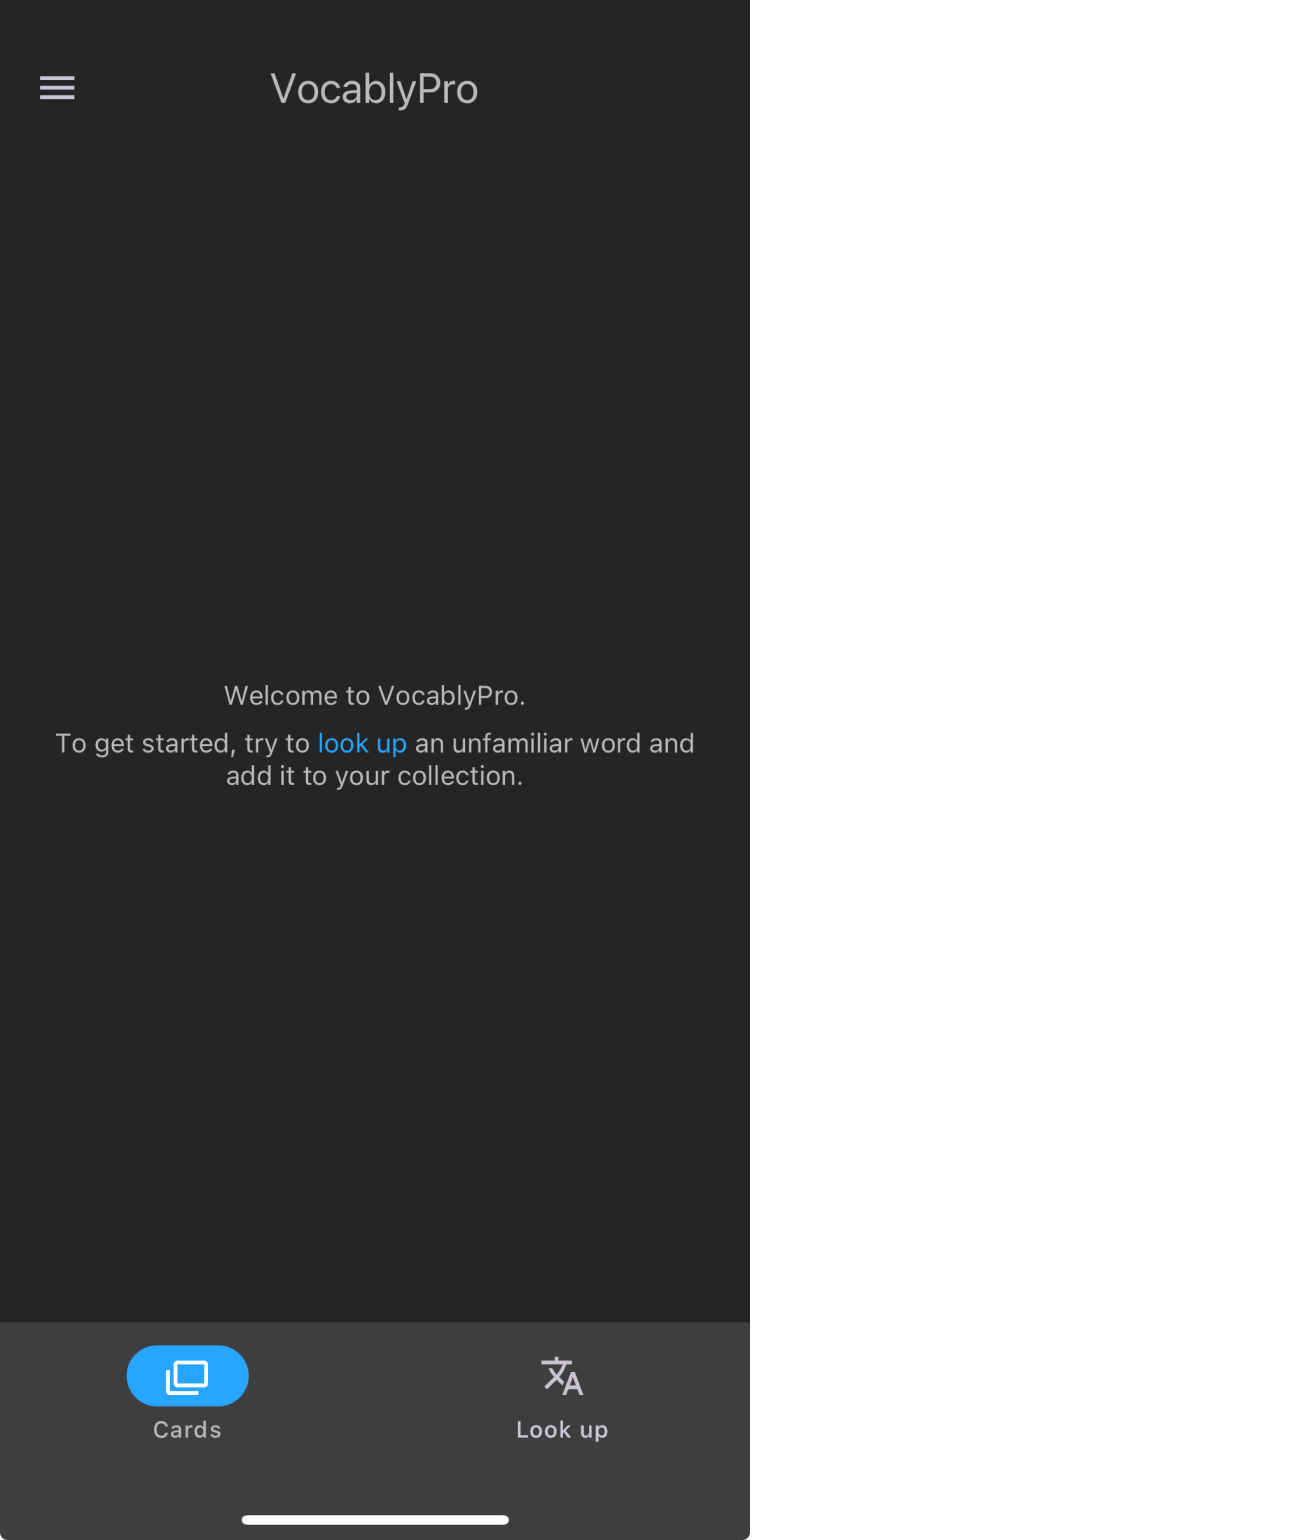 VocablyPro
Welcome to VocablyPro.
To get started, try to look up an unfamiliar word and
add it to your collection.
Cards
Look up